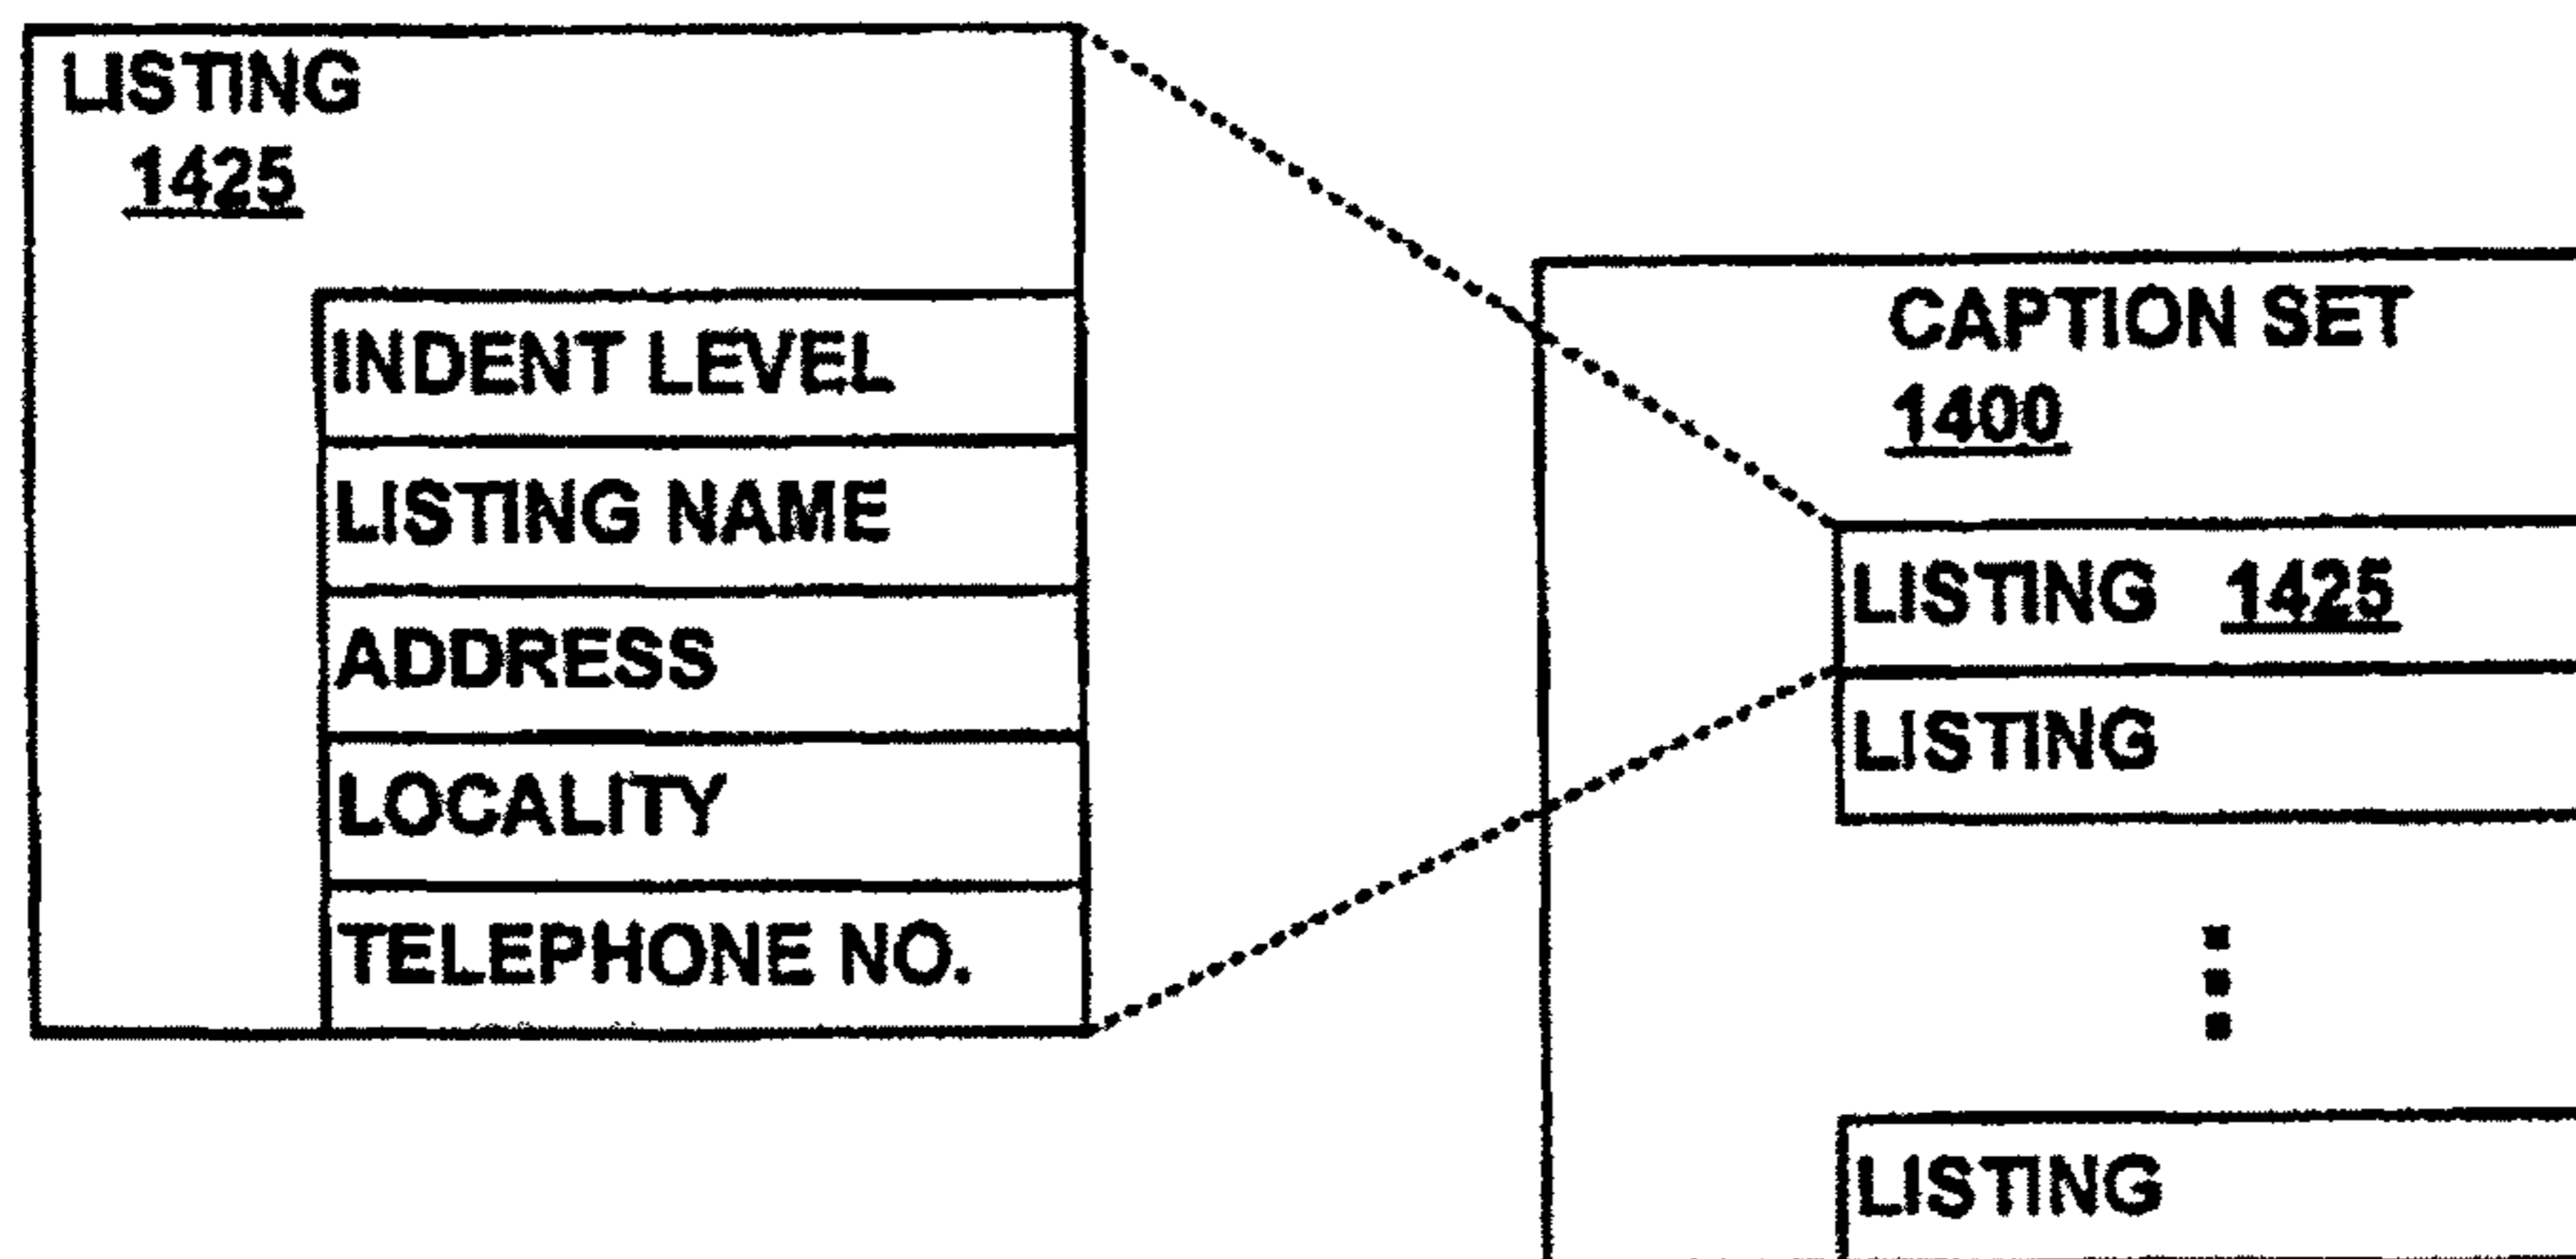 LISTING
1425
INDENT LEVEL
LISTING NAME
ADDRESS
LOCALITY
TELEPHONE NO.
CAPTION SET
1400
LISTING 1425
LISTING
LISTING